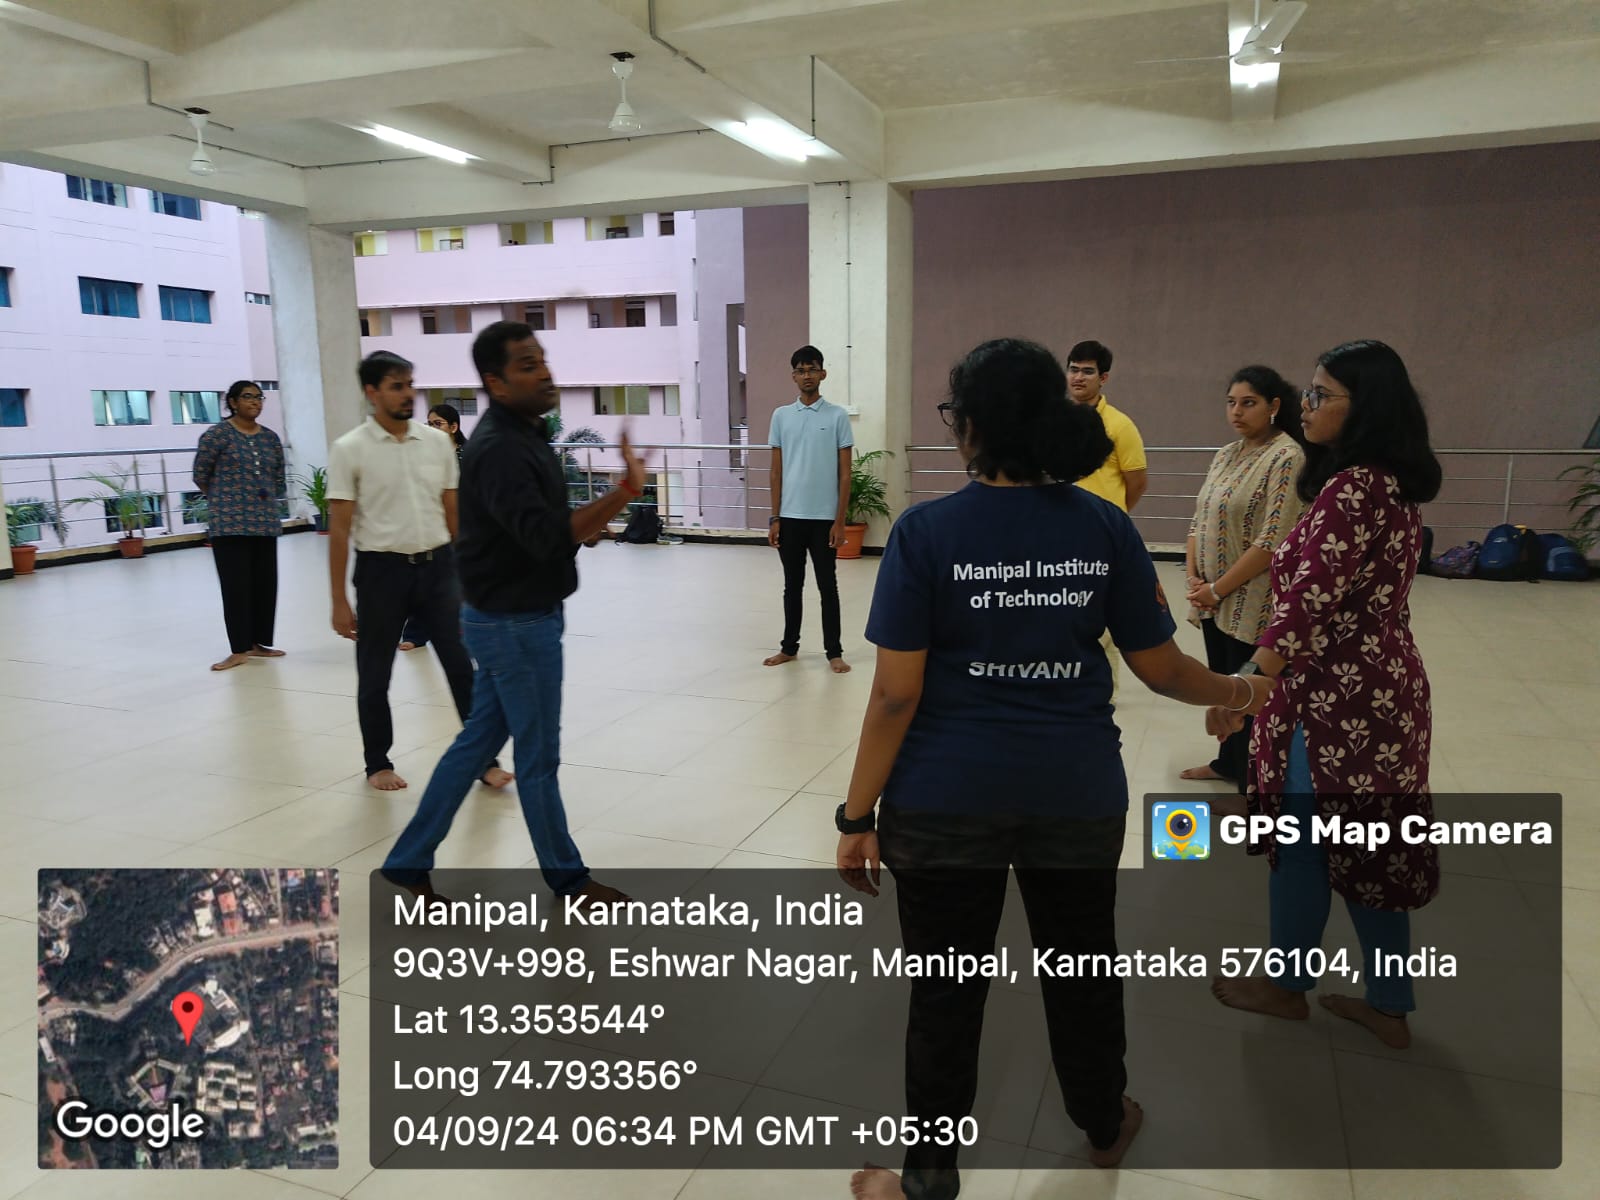 Manipal Institute
of Technology
SHIVANI
GPS Map Camera
Manipal, Karnataka, India
9Q3V+998, Eshwar Nagar, Manipal, Karnataka 576104, India
Lat 13.353544°
Long 74.793356°
04/09/24 06:34 PM GMT +05:30
Google